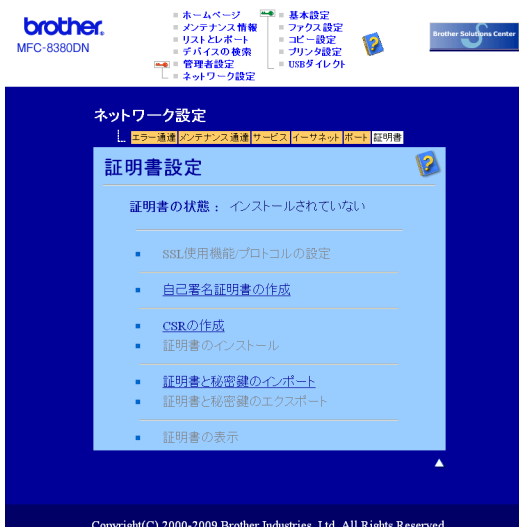 brother.
MFC-8380DN
ホームページ
メンテナンス情報
リストとレポート
デバイスの検索
管理者設定
ネットワーク設定
基本設定
ファクス設定
コピー設定
プリンタ設定
USBダイレクト
Brother Solutions Center
ネットワーク設定
エラー通達 メンテナンス通達 サービス イーサネット ポート 証明書
証明書設定
証明書の状態： インストールされていない
SSL使用機能/プロトコルの設定
自己署名証明書の作成
CSRの作成
証明書のインストール
証明書と秘密鍵のインポート
証明書と秘密鍵のエクスポート
証明書の表示
Copyright(C) 2000-2009 Brother Industries, Ltd. All Rights Reserved.